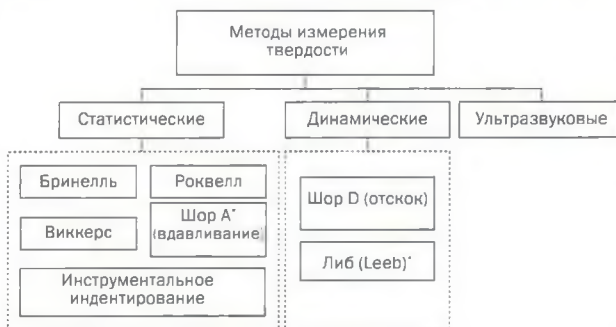 Методы измерения
твердости
Статистические
Динамические
Ультразвуковые
Бринелль
Роквелл
Виккерс
Шор А*
(вдавливание
Инструментальное
индентирование
Шор D (отскок)
Либ (Leeb)*